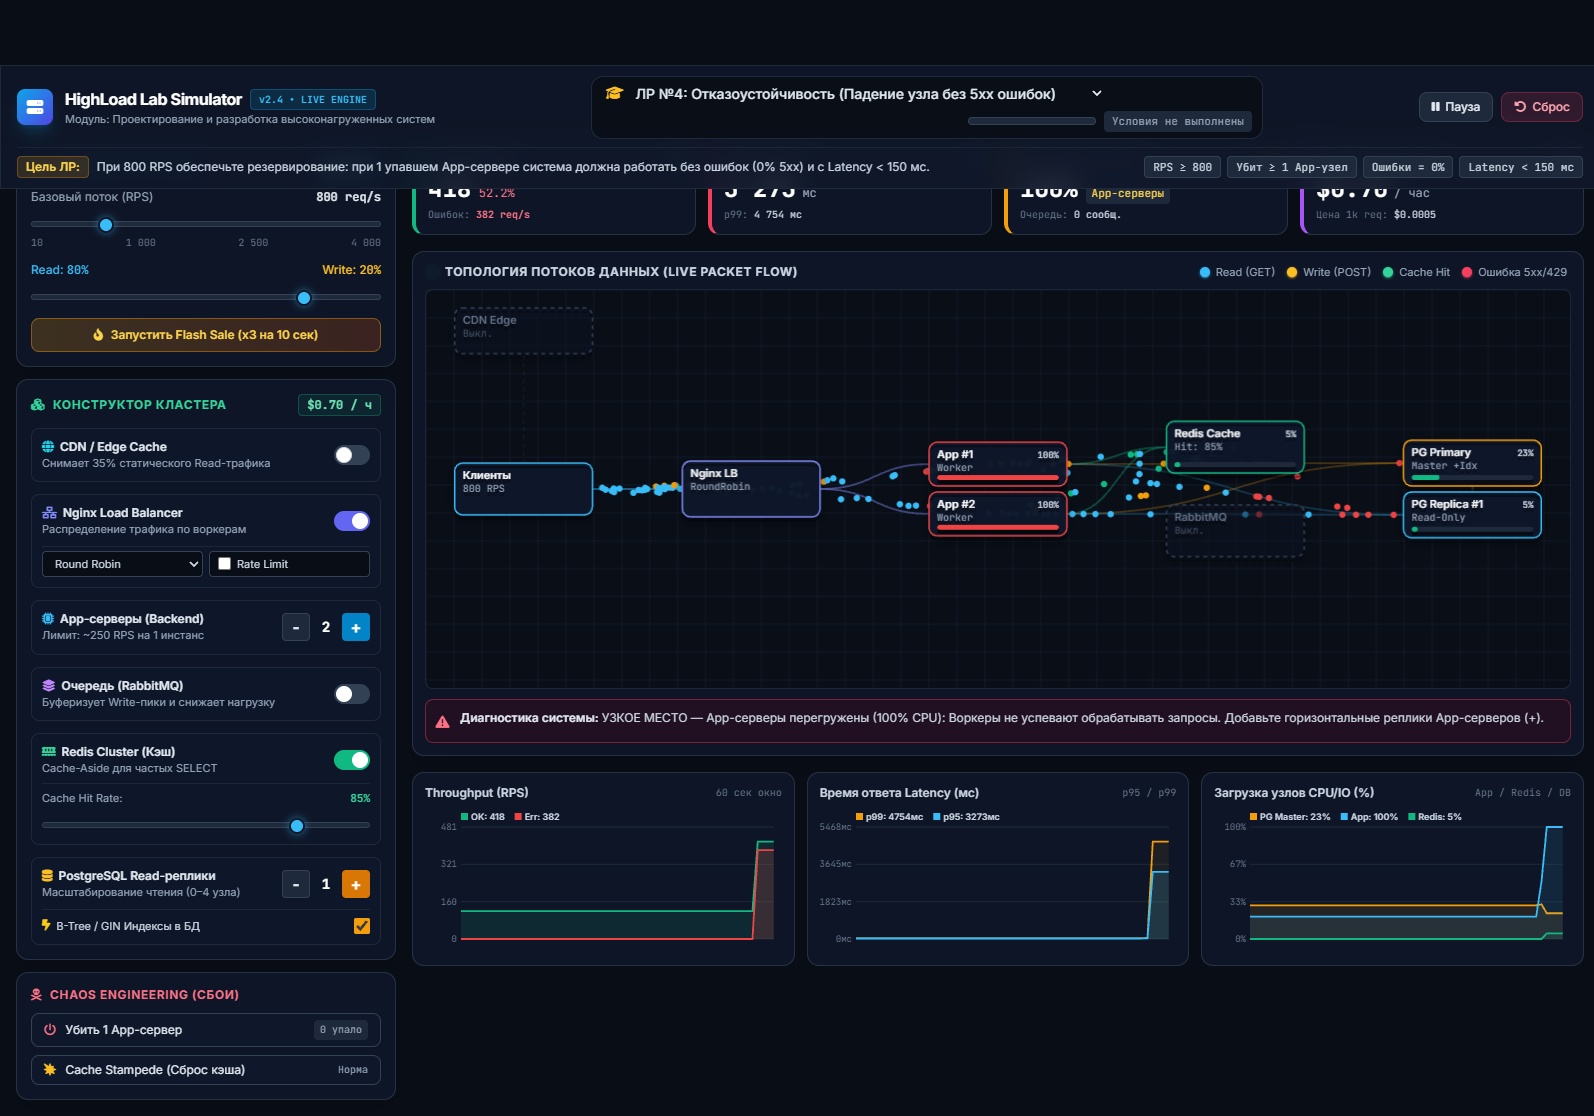 HighLoad Lab Simulator
v2.4 • LIVE ENGINE
Модуль: Проектирование и разработка высоконагруженных систем
ЛР №4: Отказоустойчивость (Падение узла без 5xx ошибок)
Условия не выполнены
Пауза
Сброс
Цель ЛР:
При 800 RPS обеспечьте резервирование: при 1 упавшем App-сервере система должна работать без ошибок (0% 5xx) и с Latency < 150 мс.
RPS ≥ 800
Убит ≥ 1 App-узел
Ошибки = 0%
Latency < 150 мс
Базовый поток (RPS)
800 req/s
10
1 000
2 500
4 000
Read: 80%
Write: 20%
Запустить Flash Sale (x3 на 10 сек)
КОНСТРУКТОР КЛАСТЕРА
$0.70 / ч
CDN / Edge Cache
Снимает 35% статического Read-трафика
Nginx Load Balancer
Распределение трафика по воркерам
Round Robin
Rate Limit
App-серверы (Backend)
Лимит: ~250 RPS на 1 инстанс
-
2
+
Очередь (RabbitMQ)
Буферизует Write-пики и снижает нагрузку
Redis Cluster (Кэш)
Cache-Aside для частых SELECT
Cache Hit Rate:
85%
PostgreSQL Read-реплики
Масштабирование чтения (0–4 узла)
-
1
+
B-Tree / GIN Индексы в БД
CHAOS ENGINEERING (СБОИ)
Убить 1 App-сервер
0 упало
Cache Stampede (Сброс кэша)
Норма
418
52.2%
Ошибок: 382 req/s
3 273 мс
p99: 4 754 мс
100%
App-серверы
Очередь: 0 сообщ.
$0.70 / час
Цена 1k req: $0.0005
ТОПОЛОГИЯ ПОТОКОВ ДАННЫХ (LIVE PACKET FLOW)
Read (GET)
Write (POST)
Cache Hit
Ошибка 5xx/429
CDN Edge
Выкл.
Клиенты
800 RPS
Nginx LB
RoundRobin
App #1
100%
Worker
App #2
100%
Worker
Redis Cache
5%
Hit: 85%
RabbitMQ
Выкл.
PG Primary
23%
Master +Idx
PG Replica #1
5%
Read-Only
Диагностика системы: УЗКОЕ МЕСТО — App-серверы перегружены (100% CPU): Воркеры не успевают обрабатывать запросы. Добавьте горизонтальные реплики App-серверов (+).
Throughput (RPS)
60 сек окно
OK: 418
Err: 382
481
321
160
0
Время ответа Latency (мс)
p95 / p99
p99: 4754мс
p95: 3273мс
5468мс
3645мс
1823мс
0мс
Загрузка узлов CPU/IO (%)
App / Redis / DB
PG Master: 23%
App: 100%
Redis: 5%
100%
67%
33%
0%